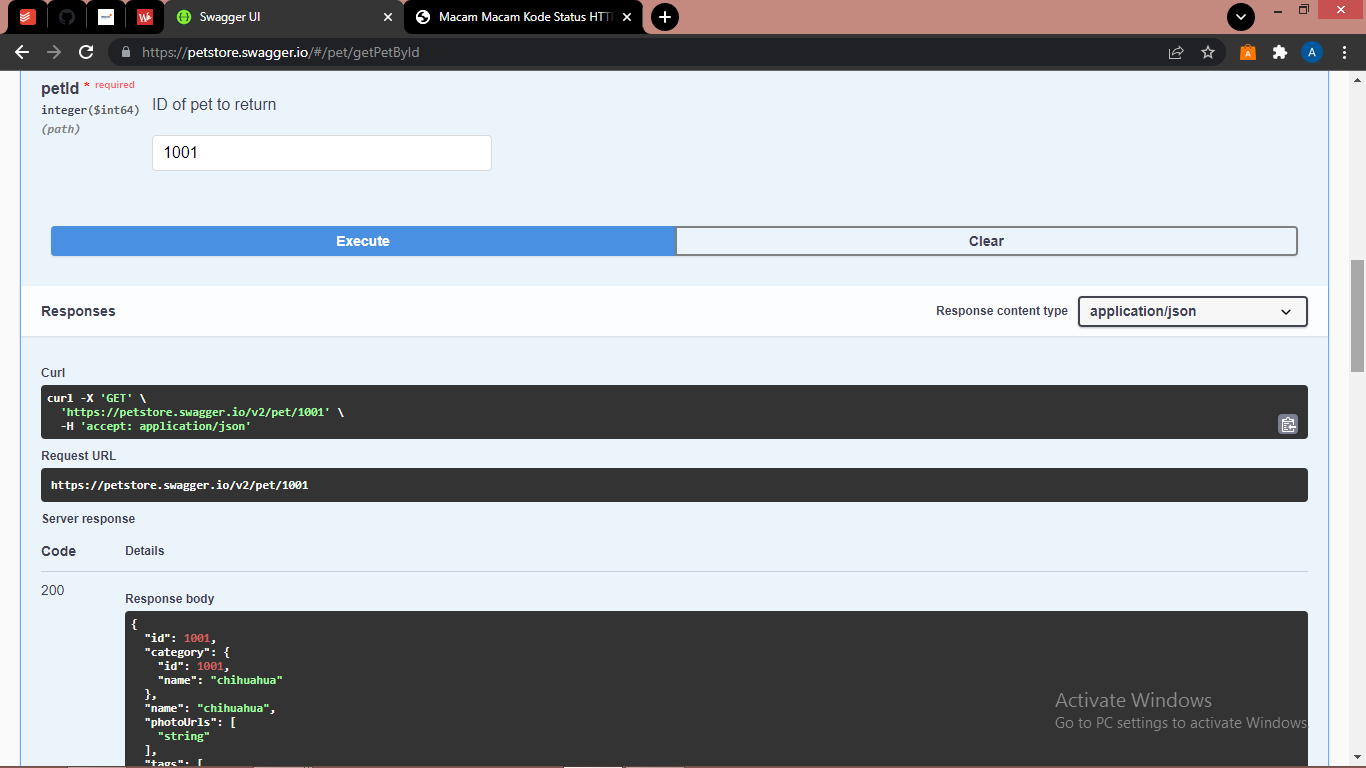 Swagger UI
Macam Macam Kode Status HTT
https://petstore.swagger.io/#/pet/getPetById
A
petId * required
integer($int64)
(path)
ID of pet to return
1001
Execute
Clear
Responses
Response content type
application/json
Curl
curl -X 'GET' \
'https://petstore.swagger.io/v2/pet/1001' \
-H 'accept: application/json'
Request URL
https://petstore.swagger.io/v2/pet/1001
Server response
Code
Details
200
Response body
{
"id": 1001,
"category": {
"id": 1001,
"name": "chihuahua"
},
"name": "chihuahua",
"photoUrls": [
"string"
],
"tags": [
Activate Windows
Go to PC settings to activate Windows